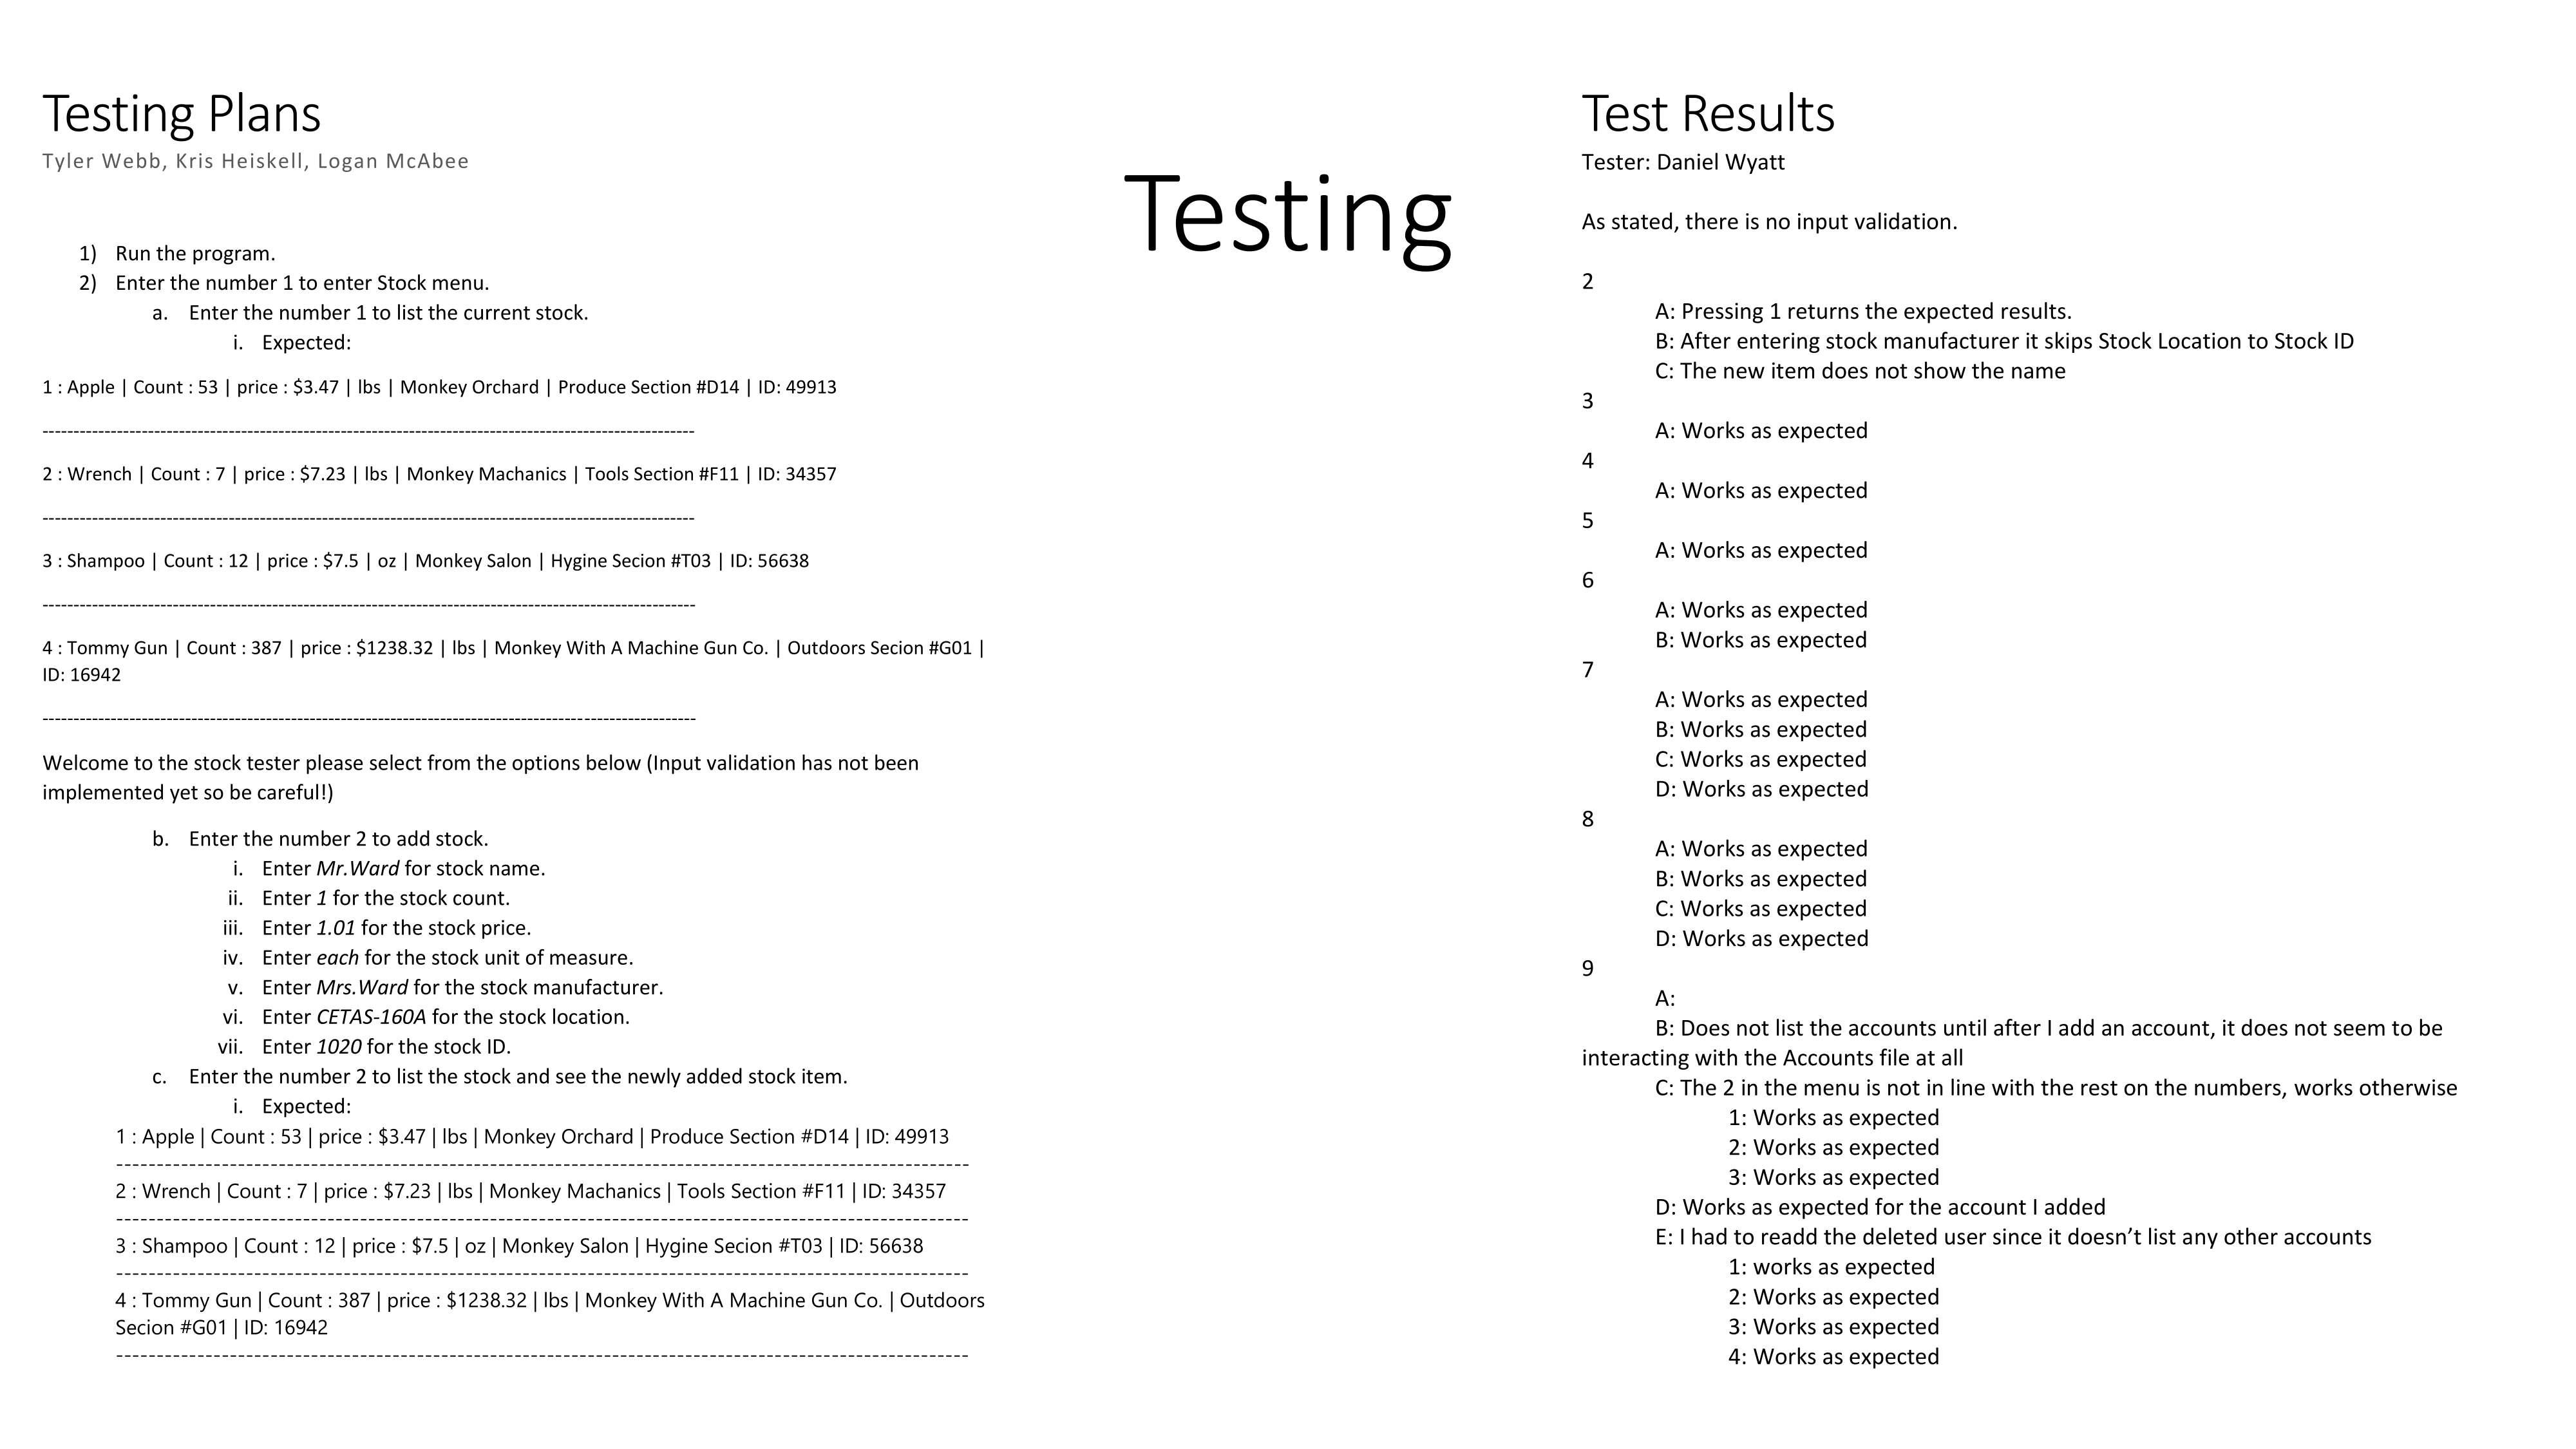 Testing Plans
Tyler Webb, Kris Heiskell, Logan McAbee
1) Run the program.
2) Enter the number 1 to enter Stock menu.
a. Enter the number 1 to list the current stock.
i. Expected:
1 : Apple | Count : 53 | price : $3.47 | lbs | Monkey Orchard | Produce Section #D14 | ID: 49913
---------------------------------------------------------------------------------------------------------
2 : Wrench | Count : 7 | price : $7.23 | lbs | Monkey Machanics | Tools Section #F11 | ID: 34357
---------------------------------------------------------------------------------------------------------
3 : Shampoo | Count : 12 | price : $7.5 | oz | Monkey Salon | Hygine Secion #T03 | ID: 56638
---------------------------------------------------------------------------------------------------------
4 : Tommy Gun | Count : 387 | price : $1238.32 | lbs | Monkey With A Machine Gun Co. | Outdoors Secion #G01 |
ID: 16942
---------------------------------------------------------------------------------------------------------
Welcome to the stock tester please select from the options below (Input validation has not been
implemented yet so be careful!)
b. Enter the number 2 to add stock.
i. Enter Mr.Ward for stock name.
ii. Enter 1 for the stock count.
iii. Enter 1.01 for the stock price.
iv. Enter each for the stock unit of measure.
v. Enter Mrs.Ward for the stock manufacturer.
vi. Enter CETAS-160A for the stock location.
vii. Enter 1020 for the stock ID.
c. Enter the number 2 to list the stock and see the newly added stock item.
i. Expected:
1 : Apple | Count : 53 | price : $3.47 | lbs | Monkey Orchard | Produce Section #D14 | ID: 49913
---------------------------------------------------------------------------------------------------------
2 : Wrench | Count : 7 | price : $7.23 | lbs | Monkey Machanics | Tools Section #F11 | ID: 34357
---------------------------------------------------------------------------------------------------------
3 : Shampoo | Count : 12 | price : $7.5 | oz | Monkey Salon | Hygine Secion #T03 | ID: 56638
---------------------------------------------------------------------------------------------------------
4 : Tommy Gun | Count : 387 | price : $1238.32 | lbs | Monkey With A Machine Gun Co. | Outdoors
Secion #G01 | ID: 16942
---------------------------------------------------------------------------------------------------------
Testing
Test Results
Tester: Daniel Wyatt
As stated, there is no input validation.
2
A: Pressing 1 returns the expected results.
B: After entering stock manufacturer it skips Stock Location to Stock ID
C: The new item does not show the name
3
A: Works as expected
4
A: Works as expected
5
A: Works as expected
6
A: Works as expected
B: Works as expected
7
A: Works as expected
B: Works as expected
C: Works as expected
D: Works as expected
8
A: Works as expected
B: Works as expected
C: Works as expected
D: Works as expected
9
A:
B: Does not list the accounts until after I add an account, it does not seem to be
interacting with the Accounts file at all
C: The 2 in the menu is not in line with the rest on the numbers, works otherwise
1: Works as expected
2: Works as expected
3: Works as expected
D: Works as expected for the account I added
E: I had to readd the deleted user since it doesn’t list any other accounts
1: works as expected
2: Works as expected
3: Works as expected
4: Works as expected